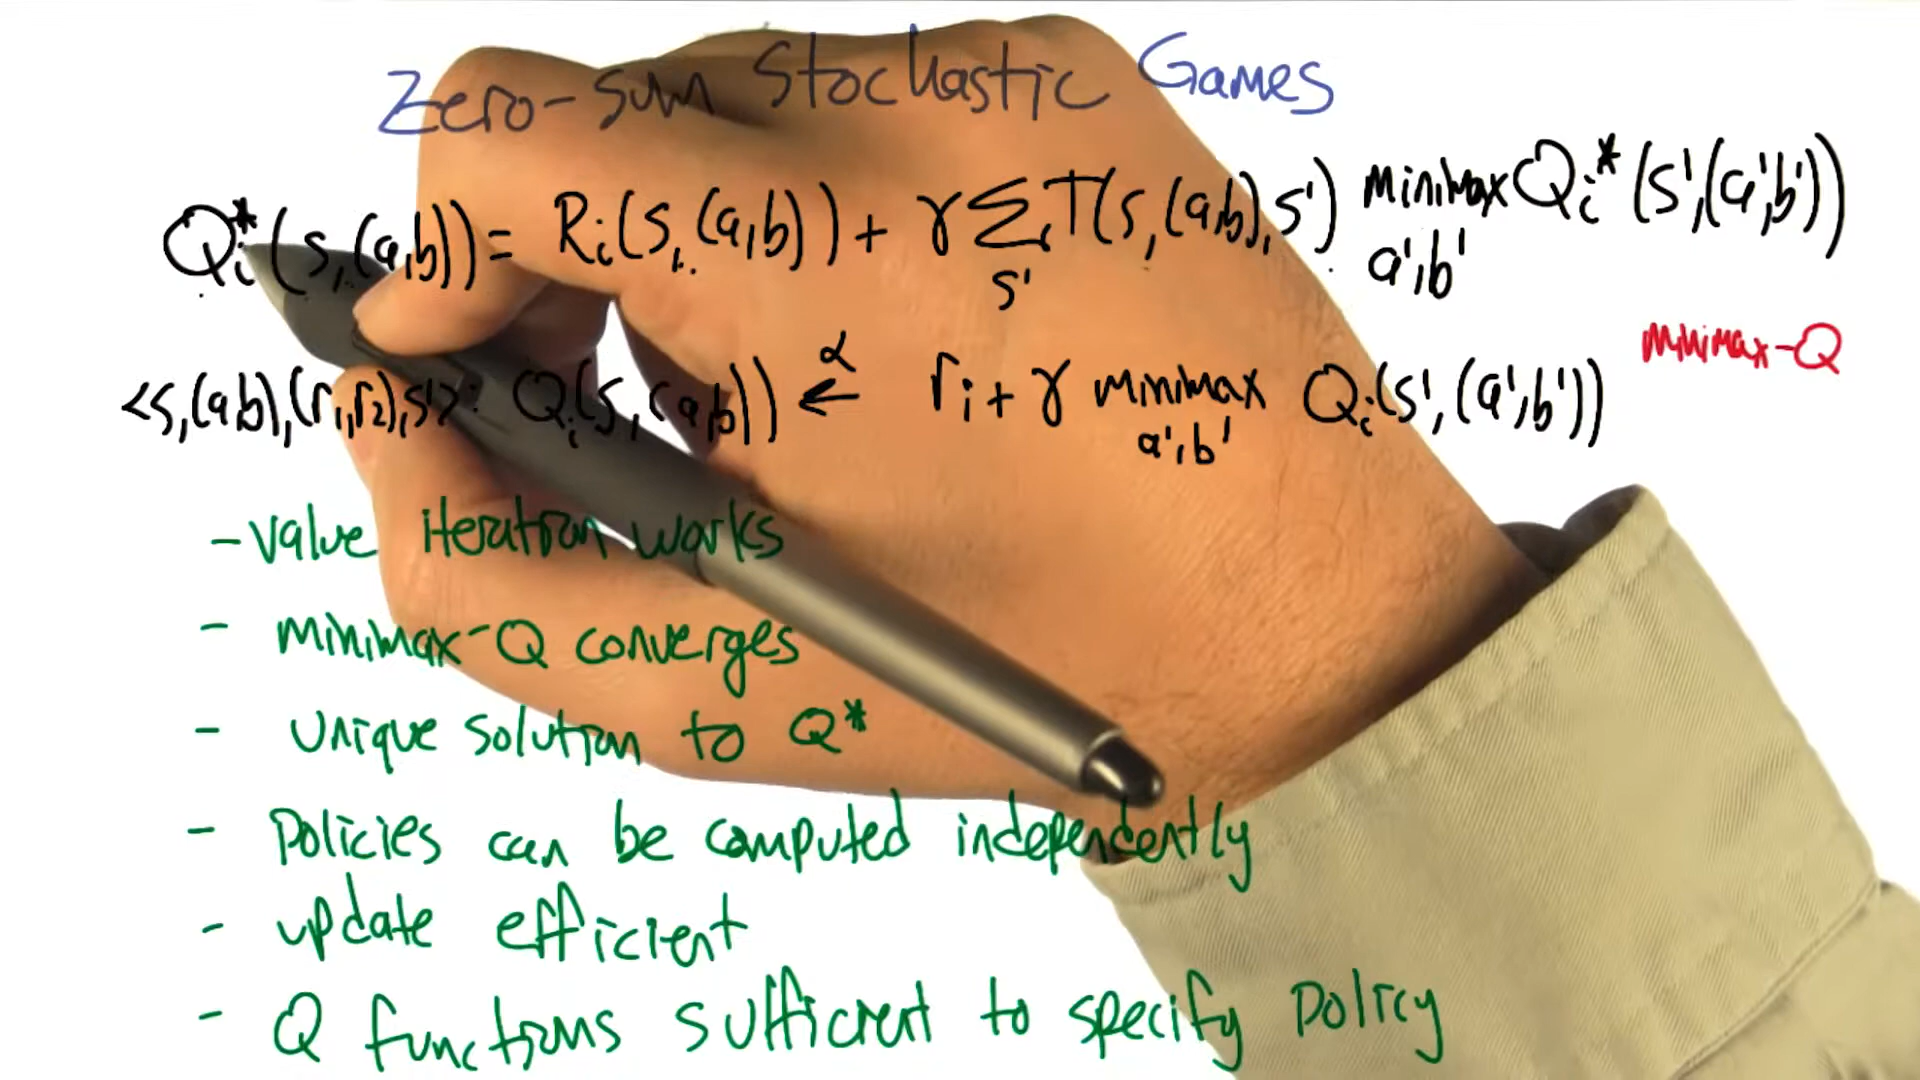 Zero-sum Stochastic Games
Qi*(s,(a,b)) = Ri(s,(a,b)) + γ Σ T(s,(a,b),s') minimax Qi*(s',(a',b'))
s' a',b'
minimax-Q
<s,(a,b),(r1,r2),s'>: Qi(s,(a,b)) ←α ri + γ minimax Qi(s',(a',b'))
a',b'
- value iteration works
- minimax-Q converges
- unique solution to Q*
- policies can be computed independently
- update efficient
- Q functions sufficient to specify policy